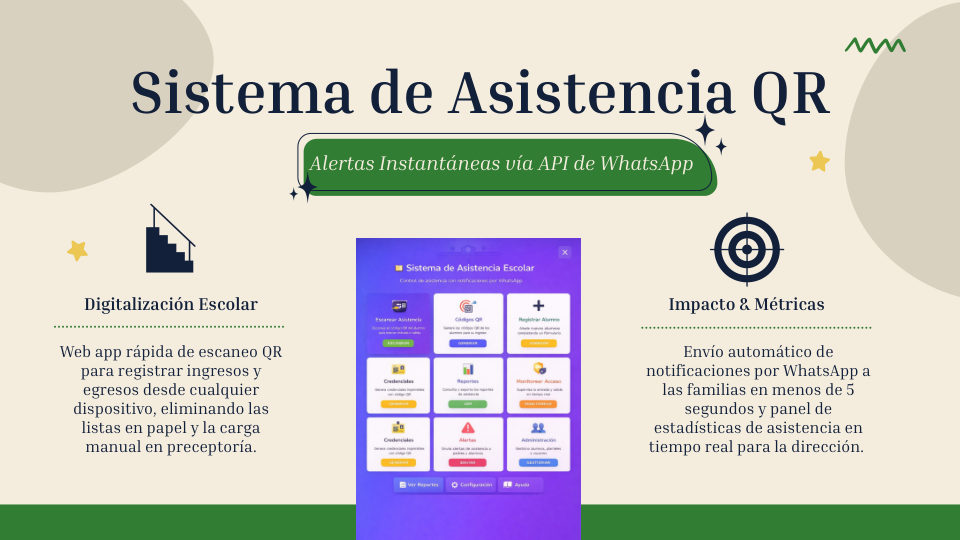 Sistema de Asistencia QR
Alertas Instantáneas vía API de WhatsApp
Digitalización Escolar
Web app rápida de escaneo QR
para registrar ingresos y
egresos desde cualquier
dispositivo, eliminando las
listas en papel y la carga
manual en preceptoría.
Sistema de Asistencia Escolar
Control de asistencia con notificaciones por WhatsApp
Escanear Asistencia
Códigos QR
Registrar Alumno
Credenciales
Reportes
Monitorear Acceso
Credenciales
Alertas
Administración
Ver Reportes
Configuración
Ayuda
Impacto & Métricas
Envío automático de
notificaciones por WhatsApp a
las familias en menos de 5
segundos y panel de
estadísticas de asistencia en
tiempo real para la dirección.